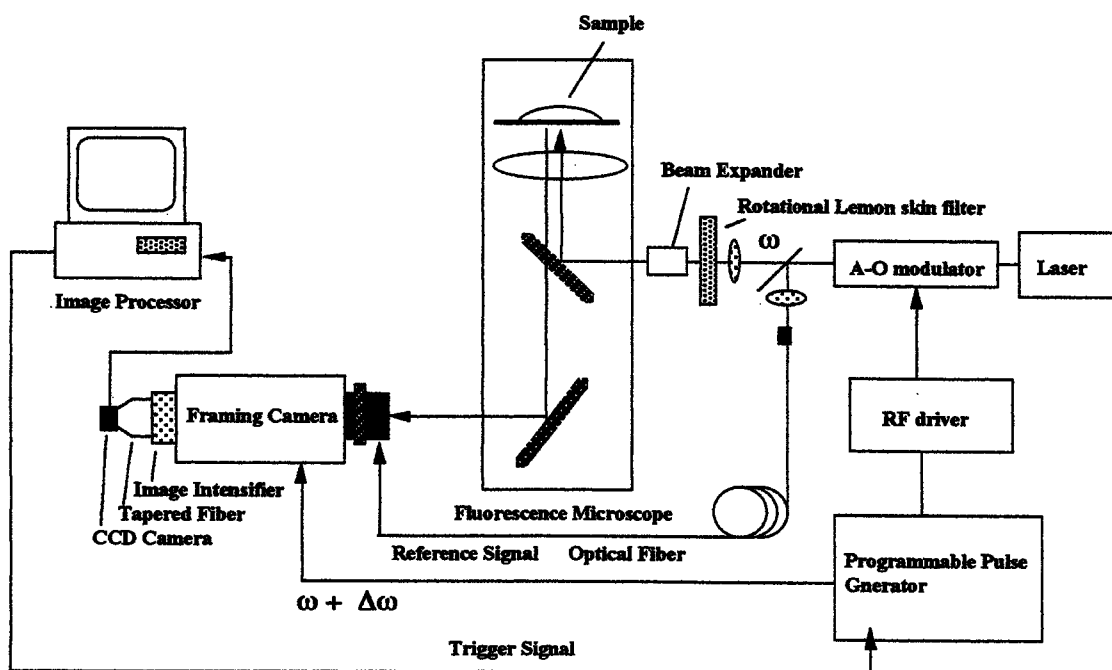 Sample
Beam Expander
Rotational Lemon skin filter
ω
A-O modulator
Laser
Image Processor
Framing Camera
RF driver
Image Intensifier
Tapered Fiber
CCD Camera
Fluorescence Microscope
Reference Signal Optical Fiber
Programmable Pulse
Gnerator
ω + Δω
Trigger Signal